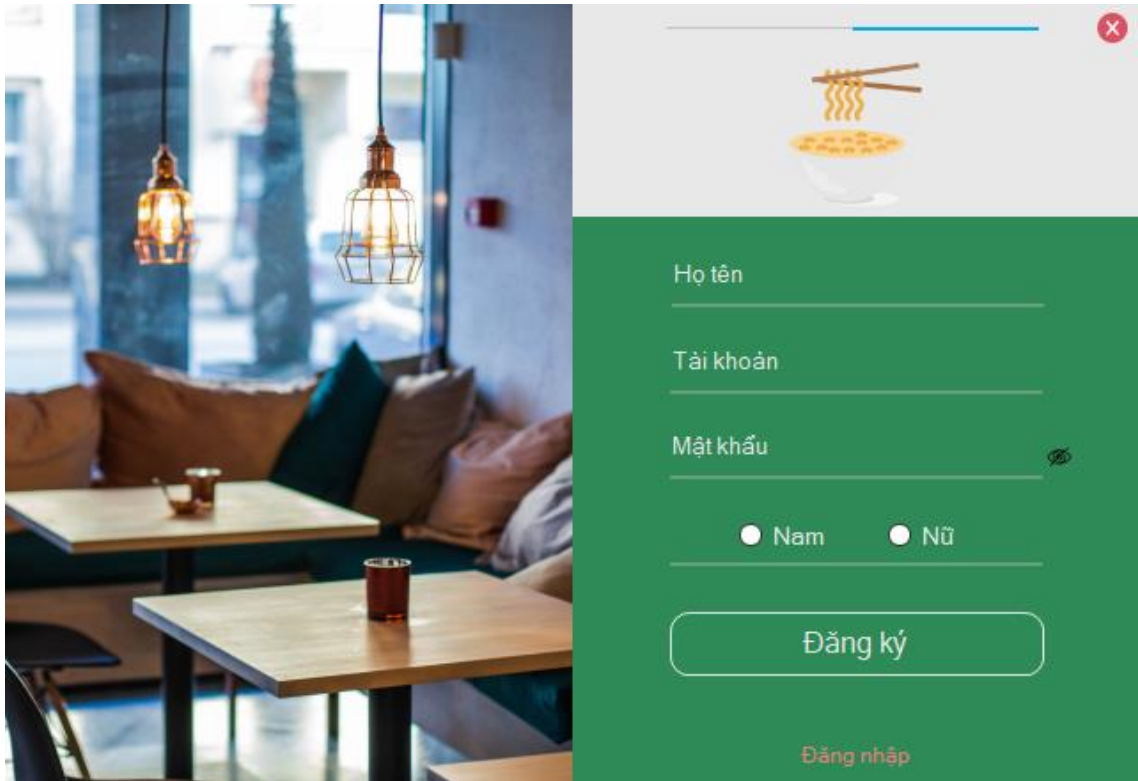 Họ tên
Tài khoản
Mật khẩu
Nam Nữ
Đăng ký
Đăng nhập